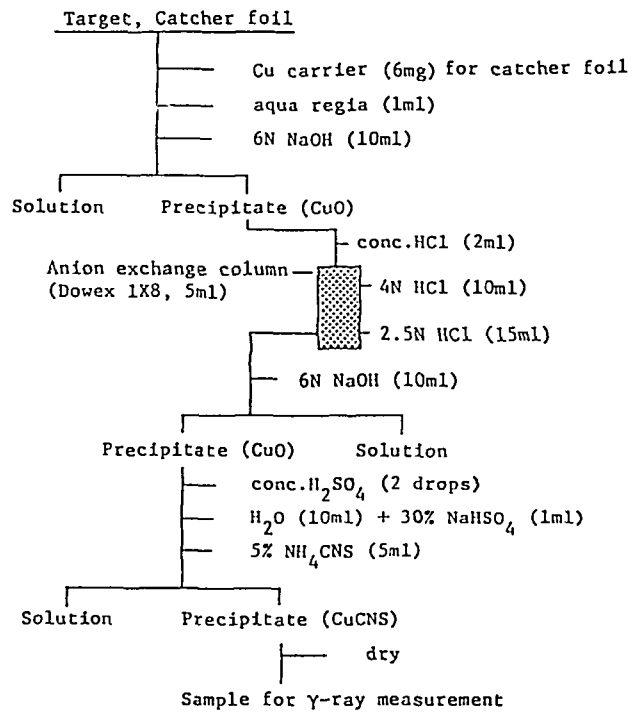 Target, Catcher foil
Cu carrier (6mg) for catcher foil
aqua regia (1ml)
6N NaOH (10ml)
Solution
Precipitate (CuO)
conc.HCl (2ml)
Anion exchange column
(Dowex 1X8, 5ml)
4N HCl (10ml)
2.5N HCl (15ml)
6N NaOH (10ml)
Precipitate (CuO)
Solution
conc.H₂SO₄ (2 drops)
H₂O (10ml) + 30% NaHSO₄ (1ml)
5% NH₄CNS (5ml)
Solution
Precipitate (CuCNS)
dry
Sample for γ-ray measurement